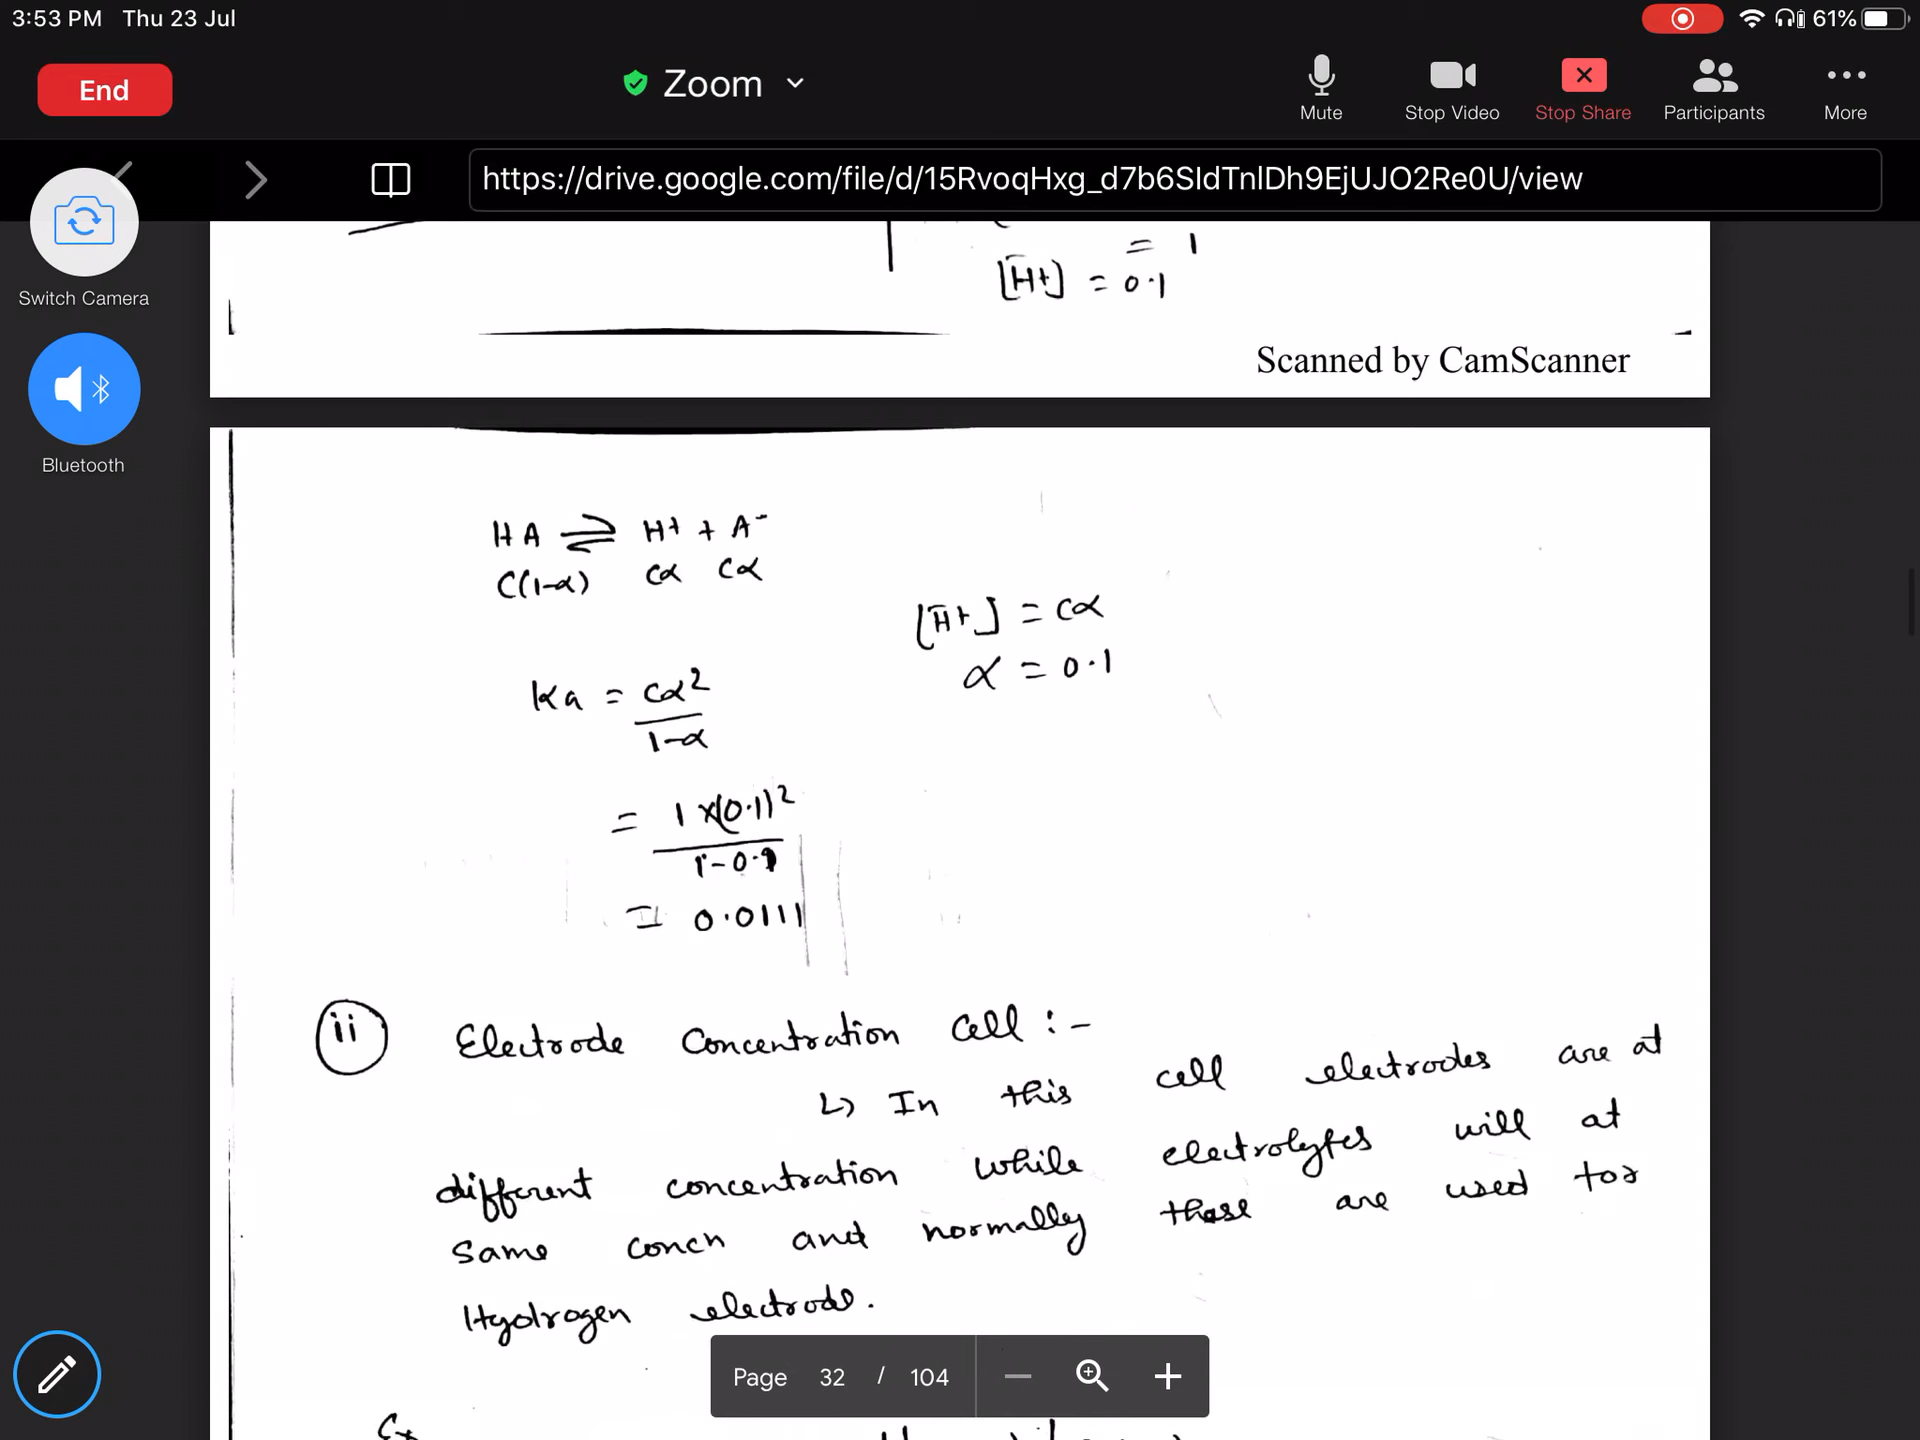 3:53 PM Thu 23 Jul
61%
End
Zoom
Mute
Stop Video
Stop Share
Participants
More
https://drive.google.com/file/d/15RvoqHxg_d7b6SIdTnlDh9EjUJO2Re0U/view
Switch Camera
Bluetooth
= 1
[H+] = 0.1
Scanned by CamScanner
HA ⇌ H+ + A-
C(1-α) Cα Cα
[H+] = Cα
α = 0.1
Ka = Cα²
1-α
= 1×(0.1)²
1-0.1
= 0.0111
ii Electrode Concentration Cell :-
↳ In this cell electrodes are at
different concentration while electrolytes will at
same concn and normally these are used for
Hydrogen electrode.
Page 32 / 104